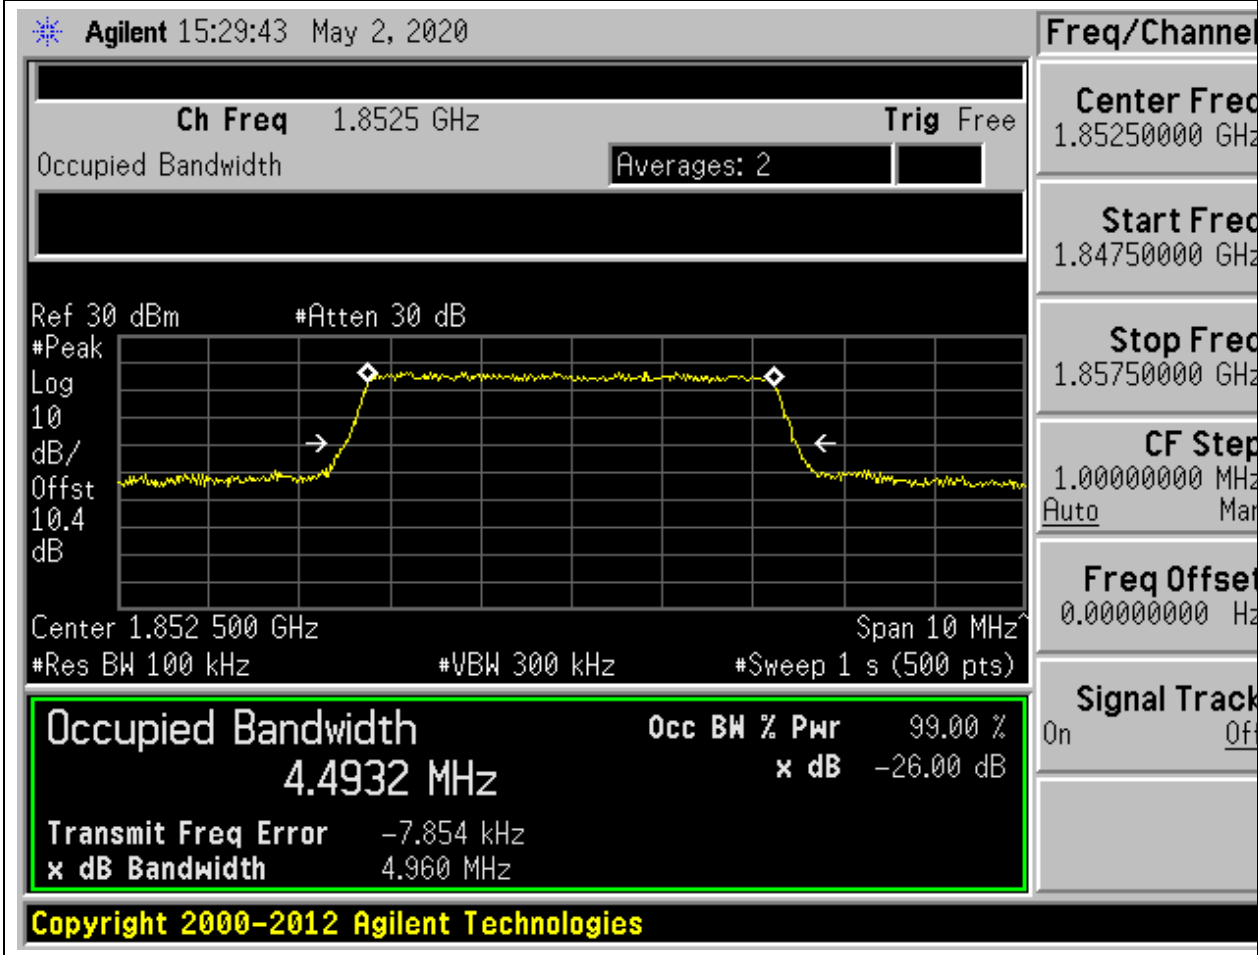 Agilent 15:29:43 May 2, 2020
Freq/Channel
Ch Freq 1.8525 GHz
Trig Free
Occupied Bandwidth
Averages: 2
Center Freq
1.85250000 GHz
Start Freq
1.84750000 GHz
Stop Freq
1.85750000 GHz
CF Step
1.00000000 MHz
Auto Man
Freq Offset
0.00000000 Hz
Signal Track
On Off
Ref 30 dBm
#Atten 30 dB
#Peak
Log
10
dB/
Offst
10.4
dB
Center 1.852 500 GHz
Span 10 MHz^
#Res BW 100 kHz
#VBW 300 kHz
#Sweep 1 s (500 pts)
Occupied Bandwidth
4.4932 MHz
Occ BW % Pwr 99.00 %
x dB -26.00 dB
Transmit Freq Error -7.854 kHz
x dB Bandwidth 4.960 MHz
Copyright 2000-2012 Agilent Technologies